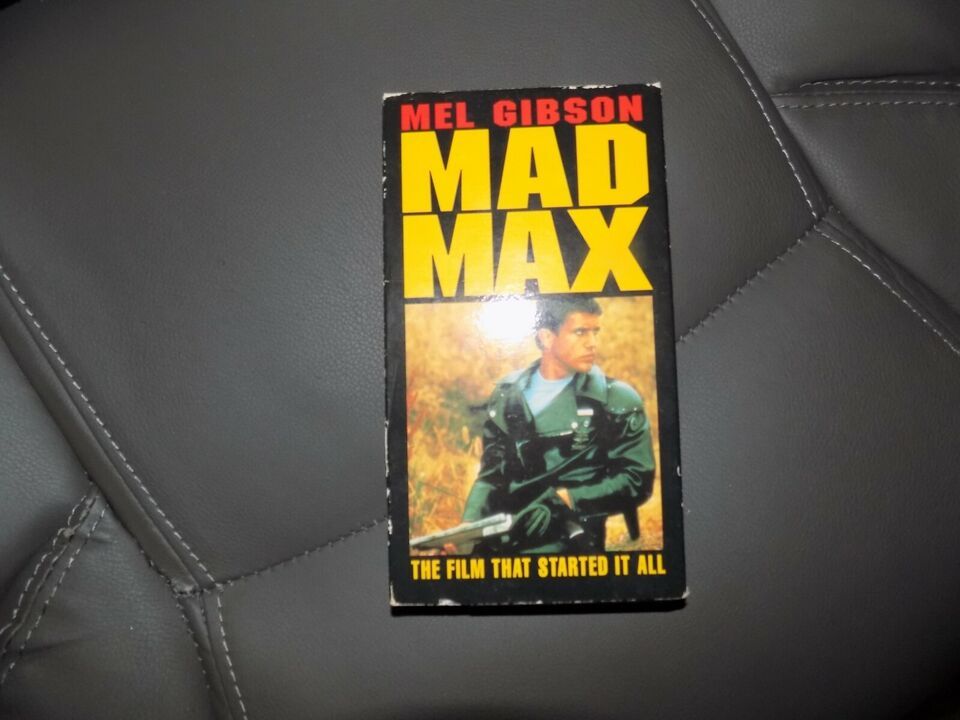 MEL GIBSON
MAD
MAX
THE FILM THAT STARTED IT ALL